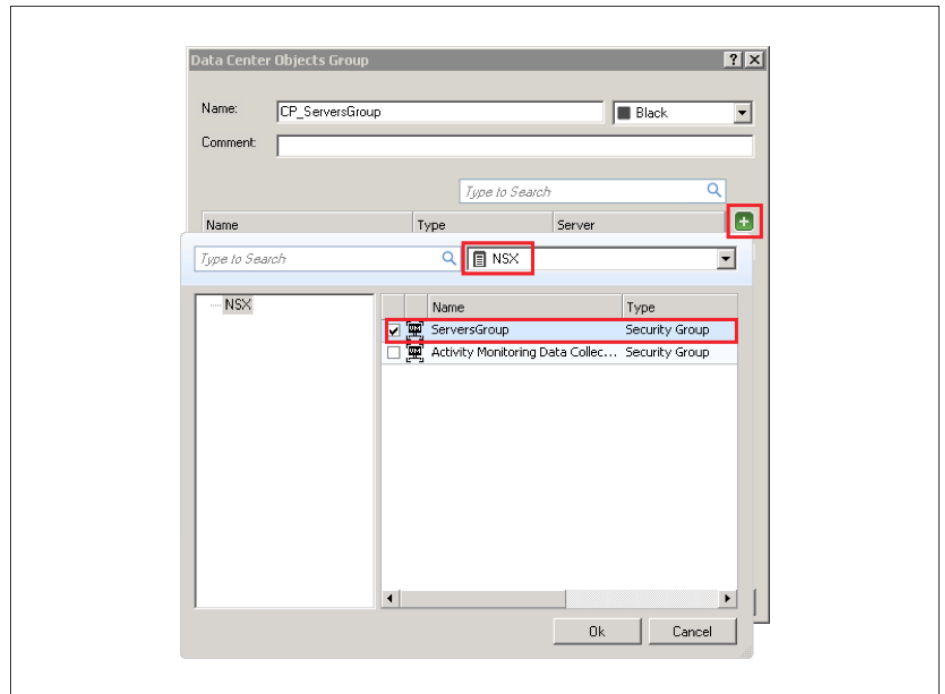 Data Center Objects Group
Name: CP_ServersGroup Black
Comment:
Type to Search
Name Type Server
Type to Search NSX
NSX
Name Type
ServersGroup Security Group
Activity Monitoring Data Collec... Security Group
Ok Cancel